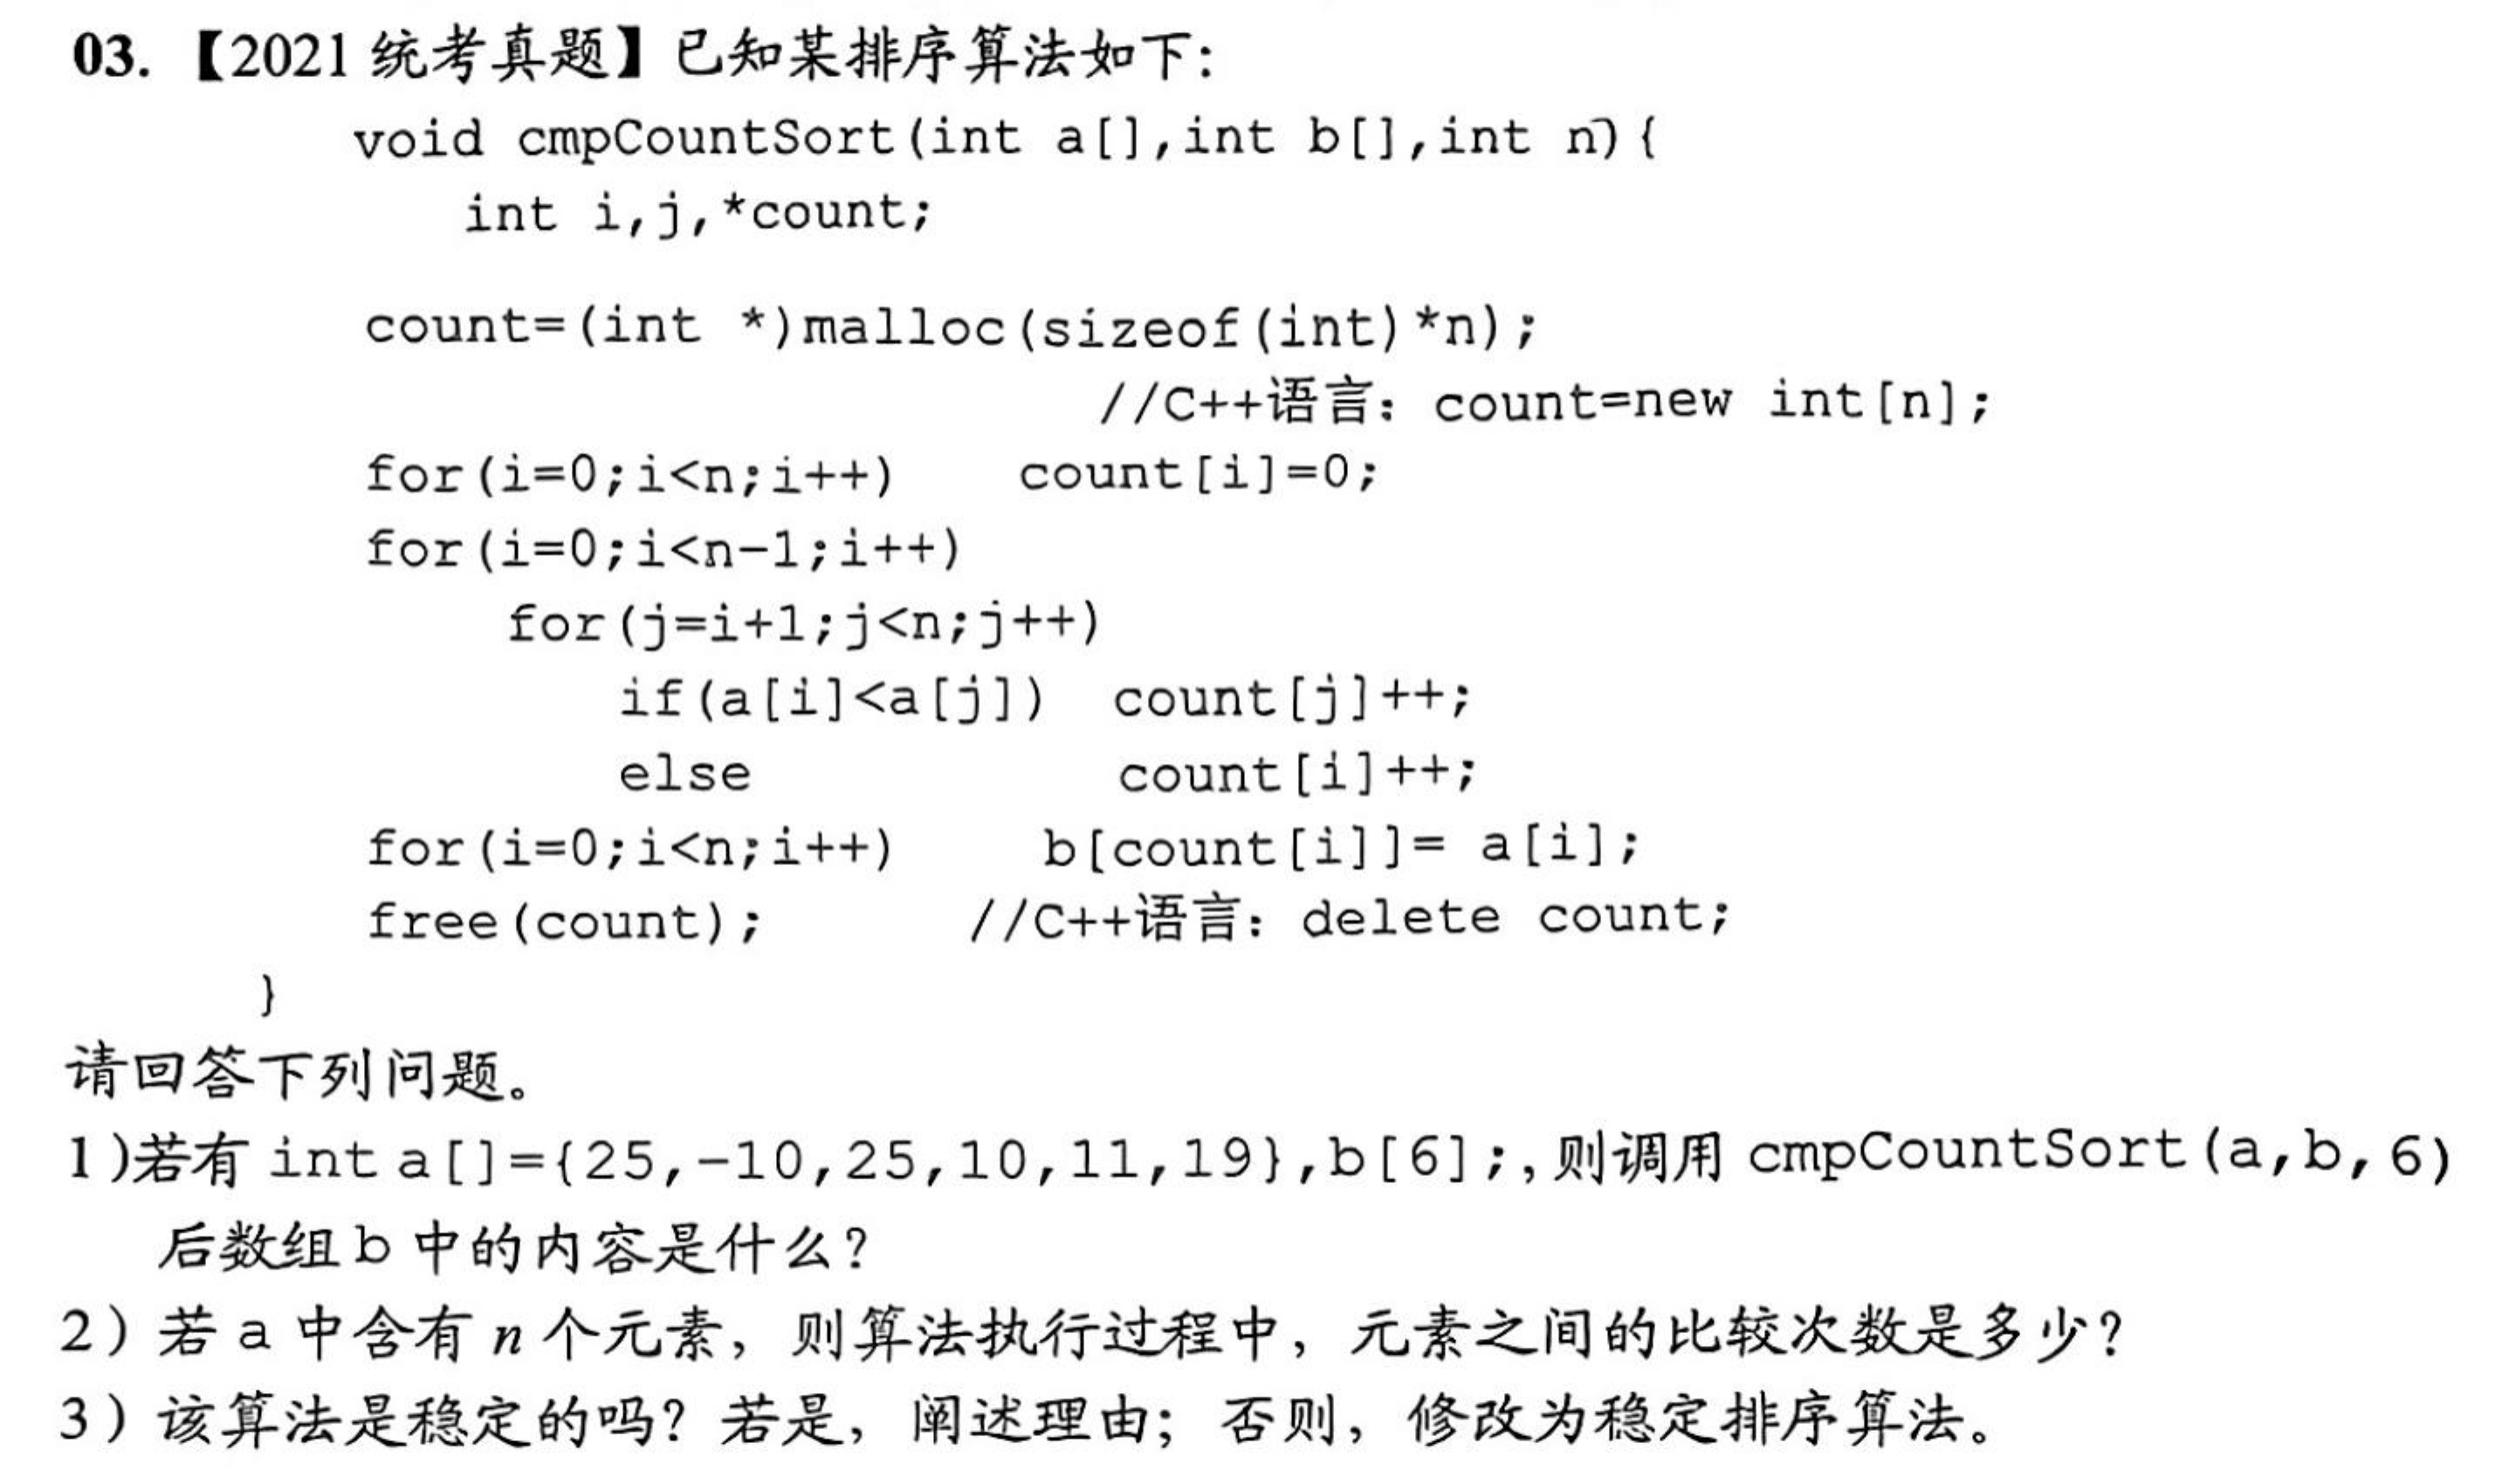 03.【2021统考真题】已知某排序算法如下：
void cmpCountSort(int a[],int b[],int n){
int i,j,*count;
count=(int *)malloc(sizeof(int)*n);
//C++语言：count=new int[n];
for(i=0;i<n;i++) count[i]=0;
for(i=0;i<n-1;i++)
for(j=i+1;j<n;j++)
if(a[i]<a[j]) count[j]++;
else count[i]++;
for(i=0;i<n;i++) b[count[i]]= a[i];
free(count); //C++语言：delete count;
}
请回答下列问题。
1)若有 int a[]={25,-10,25,10,11,19},b[6];,则调用 cmpCountSort(a,b,6)
后数组b中的内容是什么？
2）若 a 中含有 n 个元素，则算法执行过程中，元素之间的比较次数是多少？
3）该算法是稳定的吗？若是，阐述理由；否则，修改为稳定排序算法。